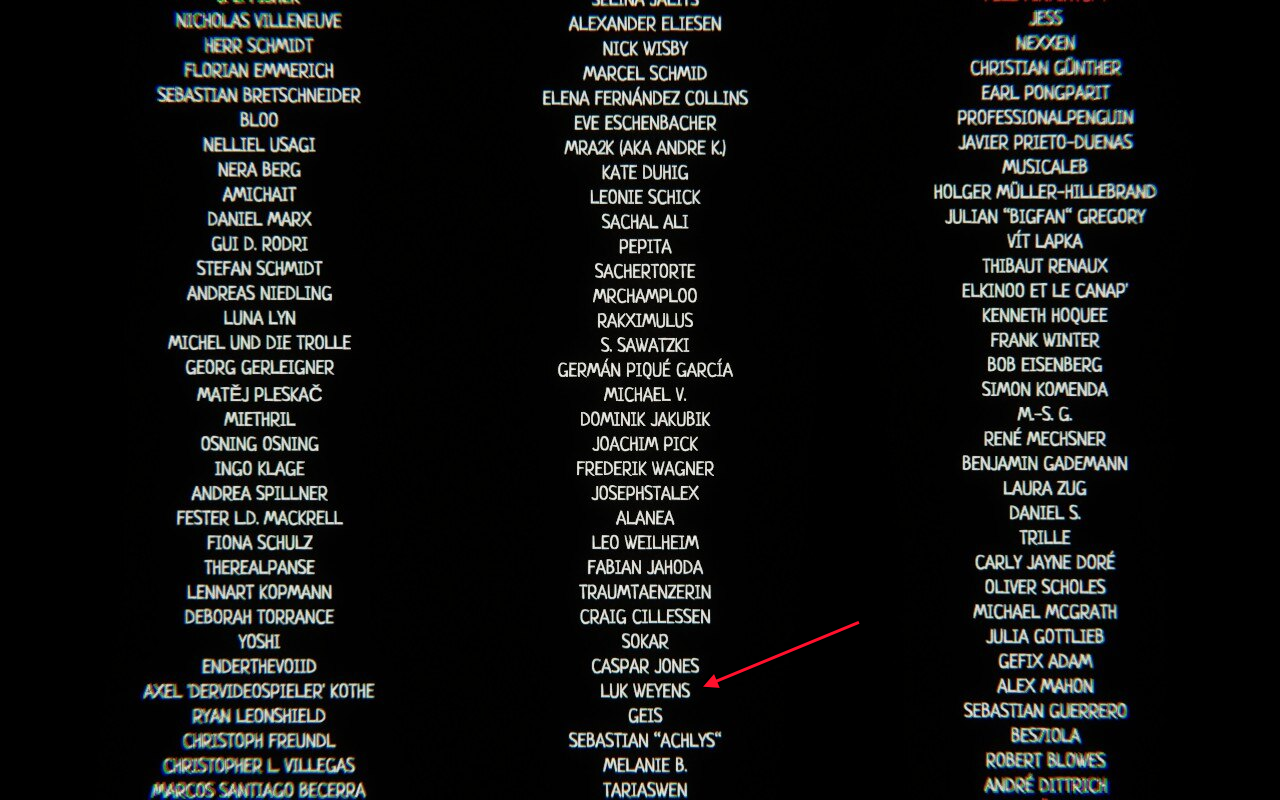 NICHOLAS VILLENEUVE
HERR SCHMIDT
FLORIAN EMMERICH
SEBASTIAN BRETSCHNEIDER
BLOO
NELLIEL USAGI
NERA BERG
AMICHAIT
DANIEL MARX
GUI D. RODRI
STEFAN SCHMIDT
ANDREAS NIEDLING
LUNA LYN
MICHEL UND DIE TROLLE
GEORG GERLEIGNER
MATĚJ PLESKAČ
MIETHRIL
OSNING OSNING
INGO KLAGE
ANDREA SPILLNER
FESTER L.D. MACKRELL
FIONA SCHULZ
THEREALPANSE
LENNART KOPMANN
DEBORAH TORRANCE
YOSHI
ENDERTHEVOIID
AXEL 'DERVIDEOSPIELER' KOTHE
RYAN LEONSHIELD
CHRISTOPH FREUNDL
CHRISTOPHER L. VILLEGAS
MARCOS SANTIAGO BECERRA
ALEXANDER ELIESEN
NICK WISBY
MARCEL SCHMID
ELENA FERNÁNDEZ COLLINS
EVE ESCHENBACHER
MRA2K (AKA ANDRE K.)
KATE DUHIG
LEONIE SCHICK
SACHAL ALI
PEPITA
SACHERTORTE
MRCHAMPLOO
RAKXIMULUS
S. SAWATZKI
GERMÁN PIQUÉ GARCÍA
MICHAEL V.
DOMINIK JAKUBIK
JOACHIM PICK
FREDERIK WAGNER
JOSEPHSTALEX
ALANEA
LEO WEILHEIM
FABIAN JAHODA
TRAUMTAENZERIN
CRAIG CILLESSEN
SOKAR
CASPAR JONES
LUK WEYENS
GEIS
SEBASTIAN "ACHLYS"
MELANIE B.
TARIASWEN
JESS
NEXXEN
CHRISTIAN GÜNTHER
EARL PONGPARIT
PROFESSIONALPENGUIN
JAVIER PRIETO-DUENAS
MUSICALEB
HOLGER MÜLLER-HILLEBRAND
JULIAN "BIGFAN" GREGORY
VÍT LAPKA
THIBAUT RENAUX
ELKINOO ET LE CANAP'
KENNETH HOQUEE
FRANK WINTER
BOB EISENBERG
SIMON KOMENDA
M.-S. G.
RENÉ MECHSNER
BENJAMIN GADEMANN
LAURA ZUG
DANIEL S.
TRILLE
CARLY JAYNE DORÉ
OLIVER SCHOLES
MICHAEL MCGRATH
JULIA GOTTLIEB
GEFIX ADAM
ALEX MAHON
SEBASTIAN GUERRERO
BES7IOLA
ROBERT BLOWES
ANDRÉ DITTRICH